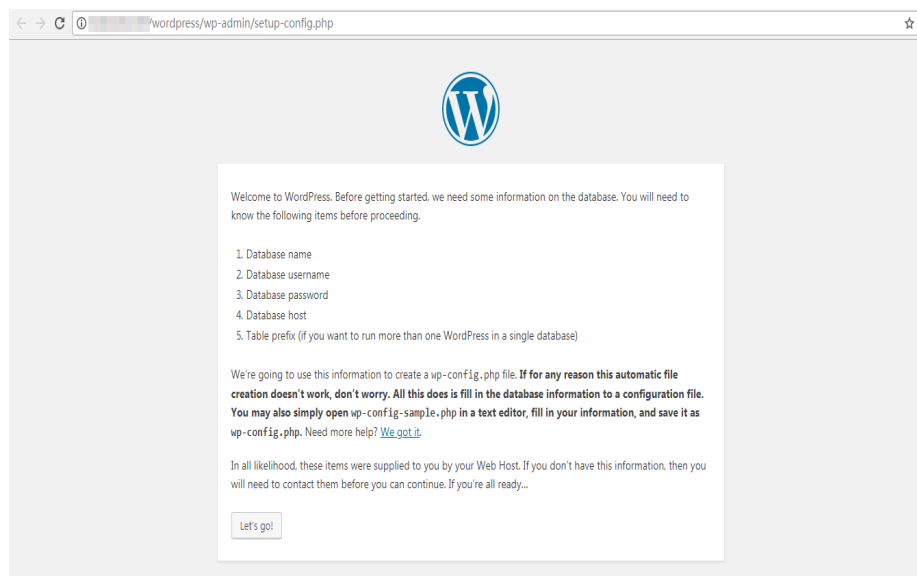 /wordpress/wp-admin/setup-config.php
W
Welcome to WordPress. Before getting started, we need some information on the database. You will need to
know the following items before proceeding.
1. Database name
2. Database username
3. Database password
4. Database host
5. Table prefix (if you want to run more than one WordPress in a single database)
We're going to use this information to create a wp-config.php file. If for any reason this automatic file
creation doesn't work, don't worry. All this does is fill in the database information to a configuration file.
You may also simply open wp-config-sample.php in a text editor, fill in your information, and save it as
wp-config.php. Need more help? We got it.
In all likelihood, these items were supplied to you by your Web Host. If you don't have this information, then you
will need to contact them before you can continue. If you're all ready...
Let's go!